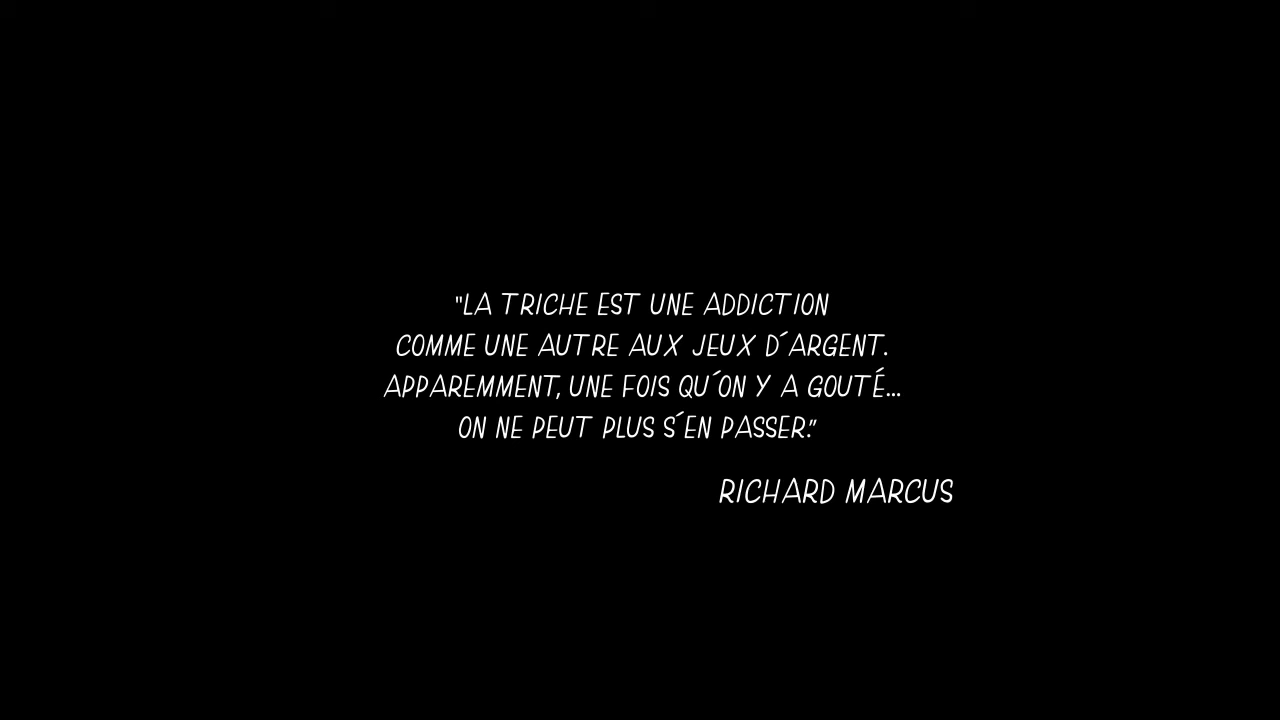 "LA TRICHE EST UNE ADDICTION
COMME UNE AUTRE AUX JEUX D´ARGENT.
APPAREMMENT, UNE FOIS QU´ON Y A GOUTÉ...
ON NE PEUT PLUS S´EN PASSER."
RICHARD MARCUS